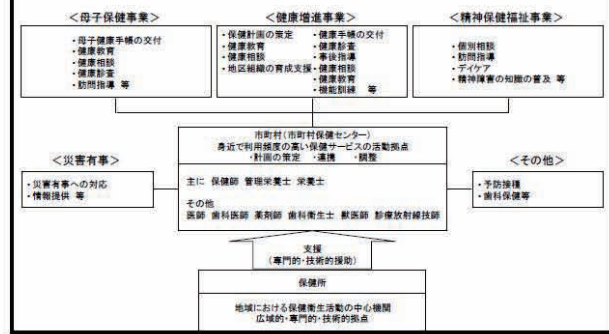 ＜母子保健事業＞
・母子健康手帳の交付
・健康教育
・健康相談
・健康診査
・訪問指導 等
＜健康増進事業＞
・保健計画の策定
・健康教育
・健康相談
・地区組織の育成支援
・健康手帳の交付
・健康診査
・事後指導
・健康相談
・健康教育
・機能訓練 等
＜精神保健福祉事業＞
・個別相談
・訪問指導
・デイケア
・精神障害の知識の普及 等
＜災害有事＞
・災害有事への対応
・情報提供 等
市町村（市町村保健センター）
身近で利用頻度の高い保健サービスの活動拠点
・計画の策定 ・連携 ・調整
主に 保健師 管理栄養士 栄養士
その他
医師 歯科医師 薬剤師 歯科衛生士 獣医師 診療放射線技師
＜その他＞
・予防接種
・歯科保健等
支援
（専門的・技術的援助）
保健所
地域における保健衛生活動の中心機関
広域的・専門的・技術的拠点